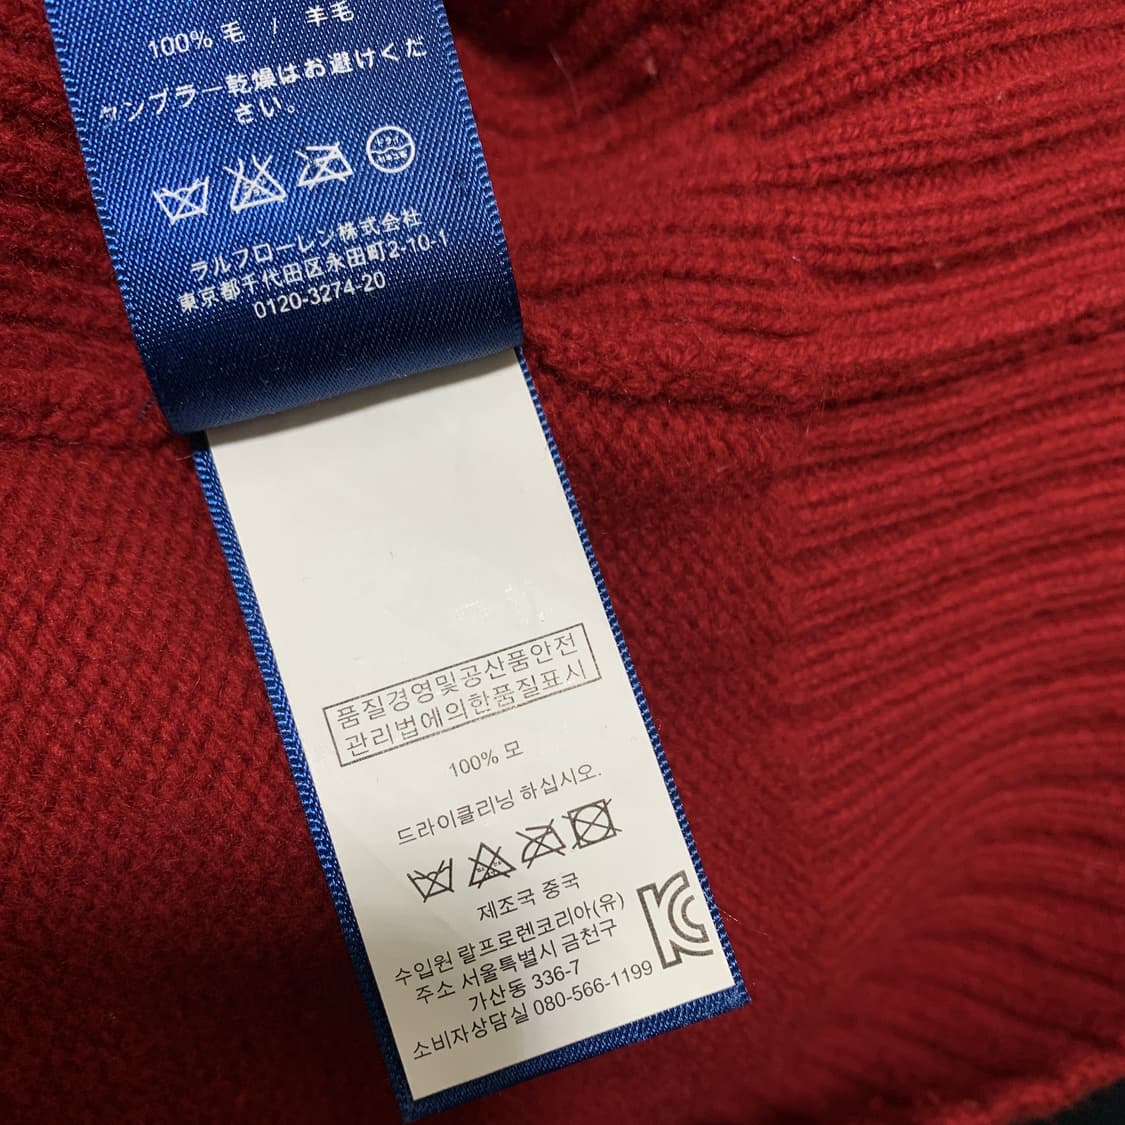 100% 毛 / 羊毛
タンブラー乾燥はお避けくだ
さい。
ドライ
ラルフローレン株式会社
東京都千代田区永田町2-10-1
0120-3274-20
품질경영및공산품안전
관리법에의한품질표시
100% 모
드라이클리닝 하십시오.
제조국 중국
수입원 랄프로렌코리아(유)
주소 서울특별시 금천구
가산동 336-7
소비자상담실 080-566-1199